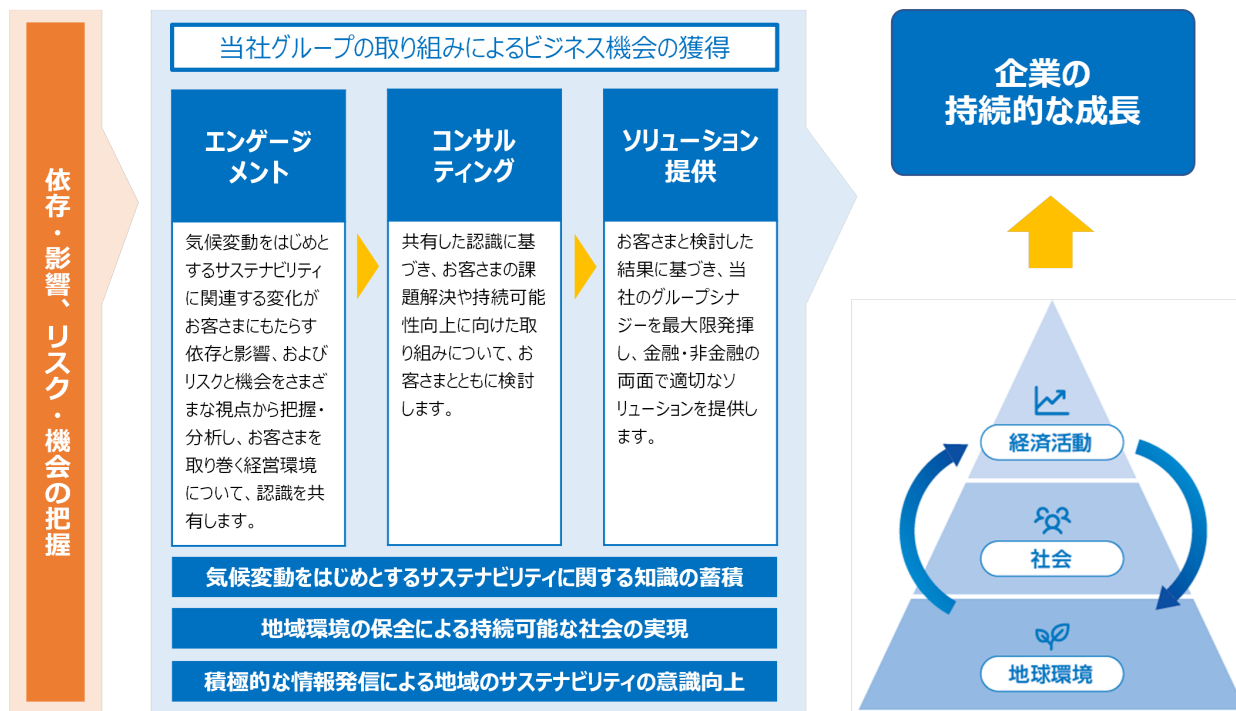 依存・影響、リスク・機会の把握
当社グループの取り組みによるビジネス機会の獲得
エンゲージ
メント
気候変動をはじめと
するサステナビリティ
に関連する変化が
お客さまにもたらす
依存と影響、および
リスクと機会をさまざ
まな視点から把握・
分析し、お客さまを
取り巻く経営環境
について、認識を共
有します。
コンサル
ティング
共有した認識に基
づき、お客さまの課
題解決や持続可能
性向上に向けた取
り組みについて、お
客さまとともに検討
します。
ソリューション
提供
お客さまと検討した
結果に基づき、当
社のグループシナ
ジーを最大限発揮
し、金融・非金融の
両面で適切なソ
リューションを提供し
ます。
気候変動をはじめとするサステナビリティに関する知識の蓄積
地域環境の保全による持続可能な社会の実現
積極的な情報発信による地域のサステナビリティの意識向上
企業の
持続的な成長
経済活動
社会
地球環境